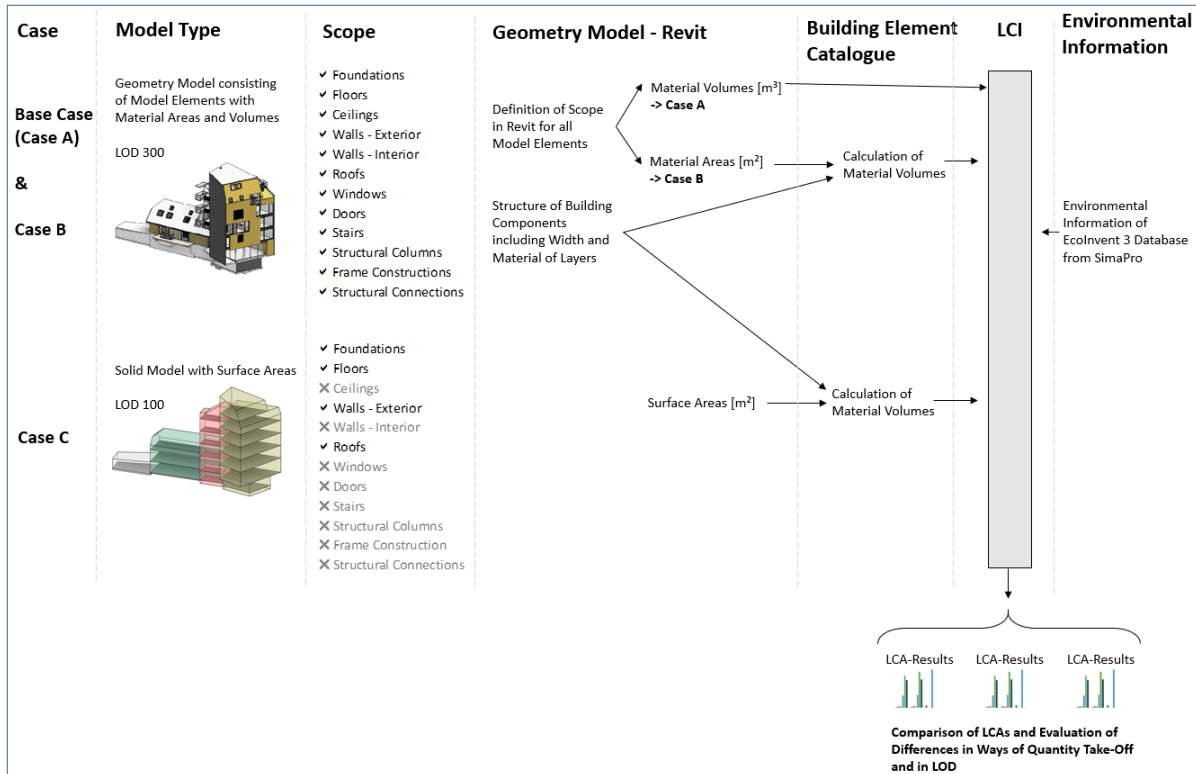 Case
Model Type
Scope
Geometry Model - Revit
Building Element
Catalogue
LCI
Environmental
Information
Base Case
(Case A)
&
Case B
Geometry Model consisting
of Model Elements with
Material Areas and Volumes
LOD 300
Foundations
Floors
Ceilings
Walls - Exterior
Walls - Interior
Roofs
Windows
Doors
Stairs
Structural Columns
Frame Constructions
Structural Connections
Definition of Scope
in Revit for all
Model Elements
Material Volumes [m³]
-> Case A
Material Areas [m²]
-> Case B
Structure of Building
Components
including Width and
Material of Layers
Calculation of
Material Volumes
Environmental
Information of
EcoInvent 3 Database
from SimaPro
Case C
Solid Model with Surface Areas
LOD 100
Foundations
Floors
Ceilings
Walls - Exterior
Walls - Interior
Roofs
Windows
Doors
Stairs
Structural Columns
Frame Construction
Structural Connections
Surface Areas [m²]
Calculation of
Material Volumes
LCA-Results
LCA-Results
LCA-Results
Comparison of LCAs and Evaluation of
Differences in Ways of Quantity Take-Off
and in LOD